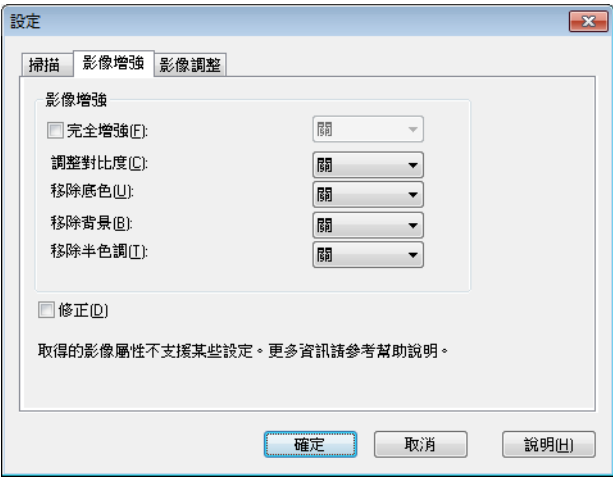 設定
掃描 影像增強 影像調整
影像增強
完全增強(F): 關
調整對比度(C): 關
移除底色(U): 關
移除背景(B): 關
移除半色調(T): 關
修正(D)
取得的影像屬性不支援某些設定。更多資訊請參考幫助說明。
確定 取消 說明(H)